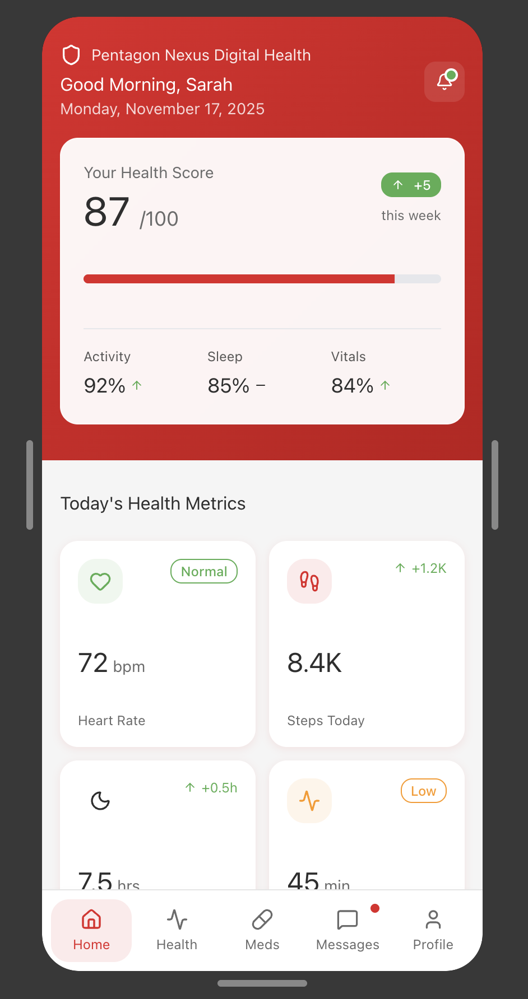 Pentagon Nexus Digital Health
Good Morning, Sarah
Monday, November 17, 2025
Your Health Score
87 /100
+5
this week
Activity
92%
Sleep
85%
Vitals
84%
Today's Health Metrics
Normal
72 bpm
Heart Rate
+1.2K
8.4K
Steps Today
+0.5h
7.5 hrs
Low
45 min
Home
Health
Meds
Messages
Profile